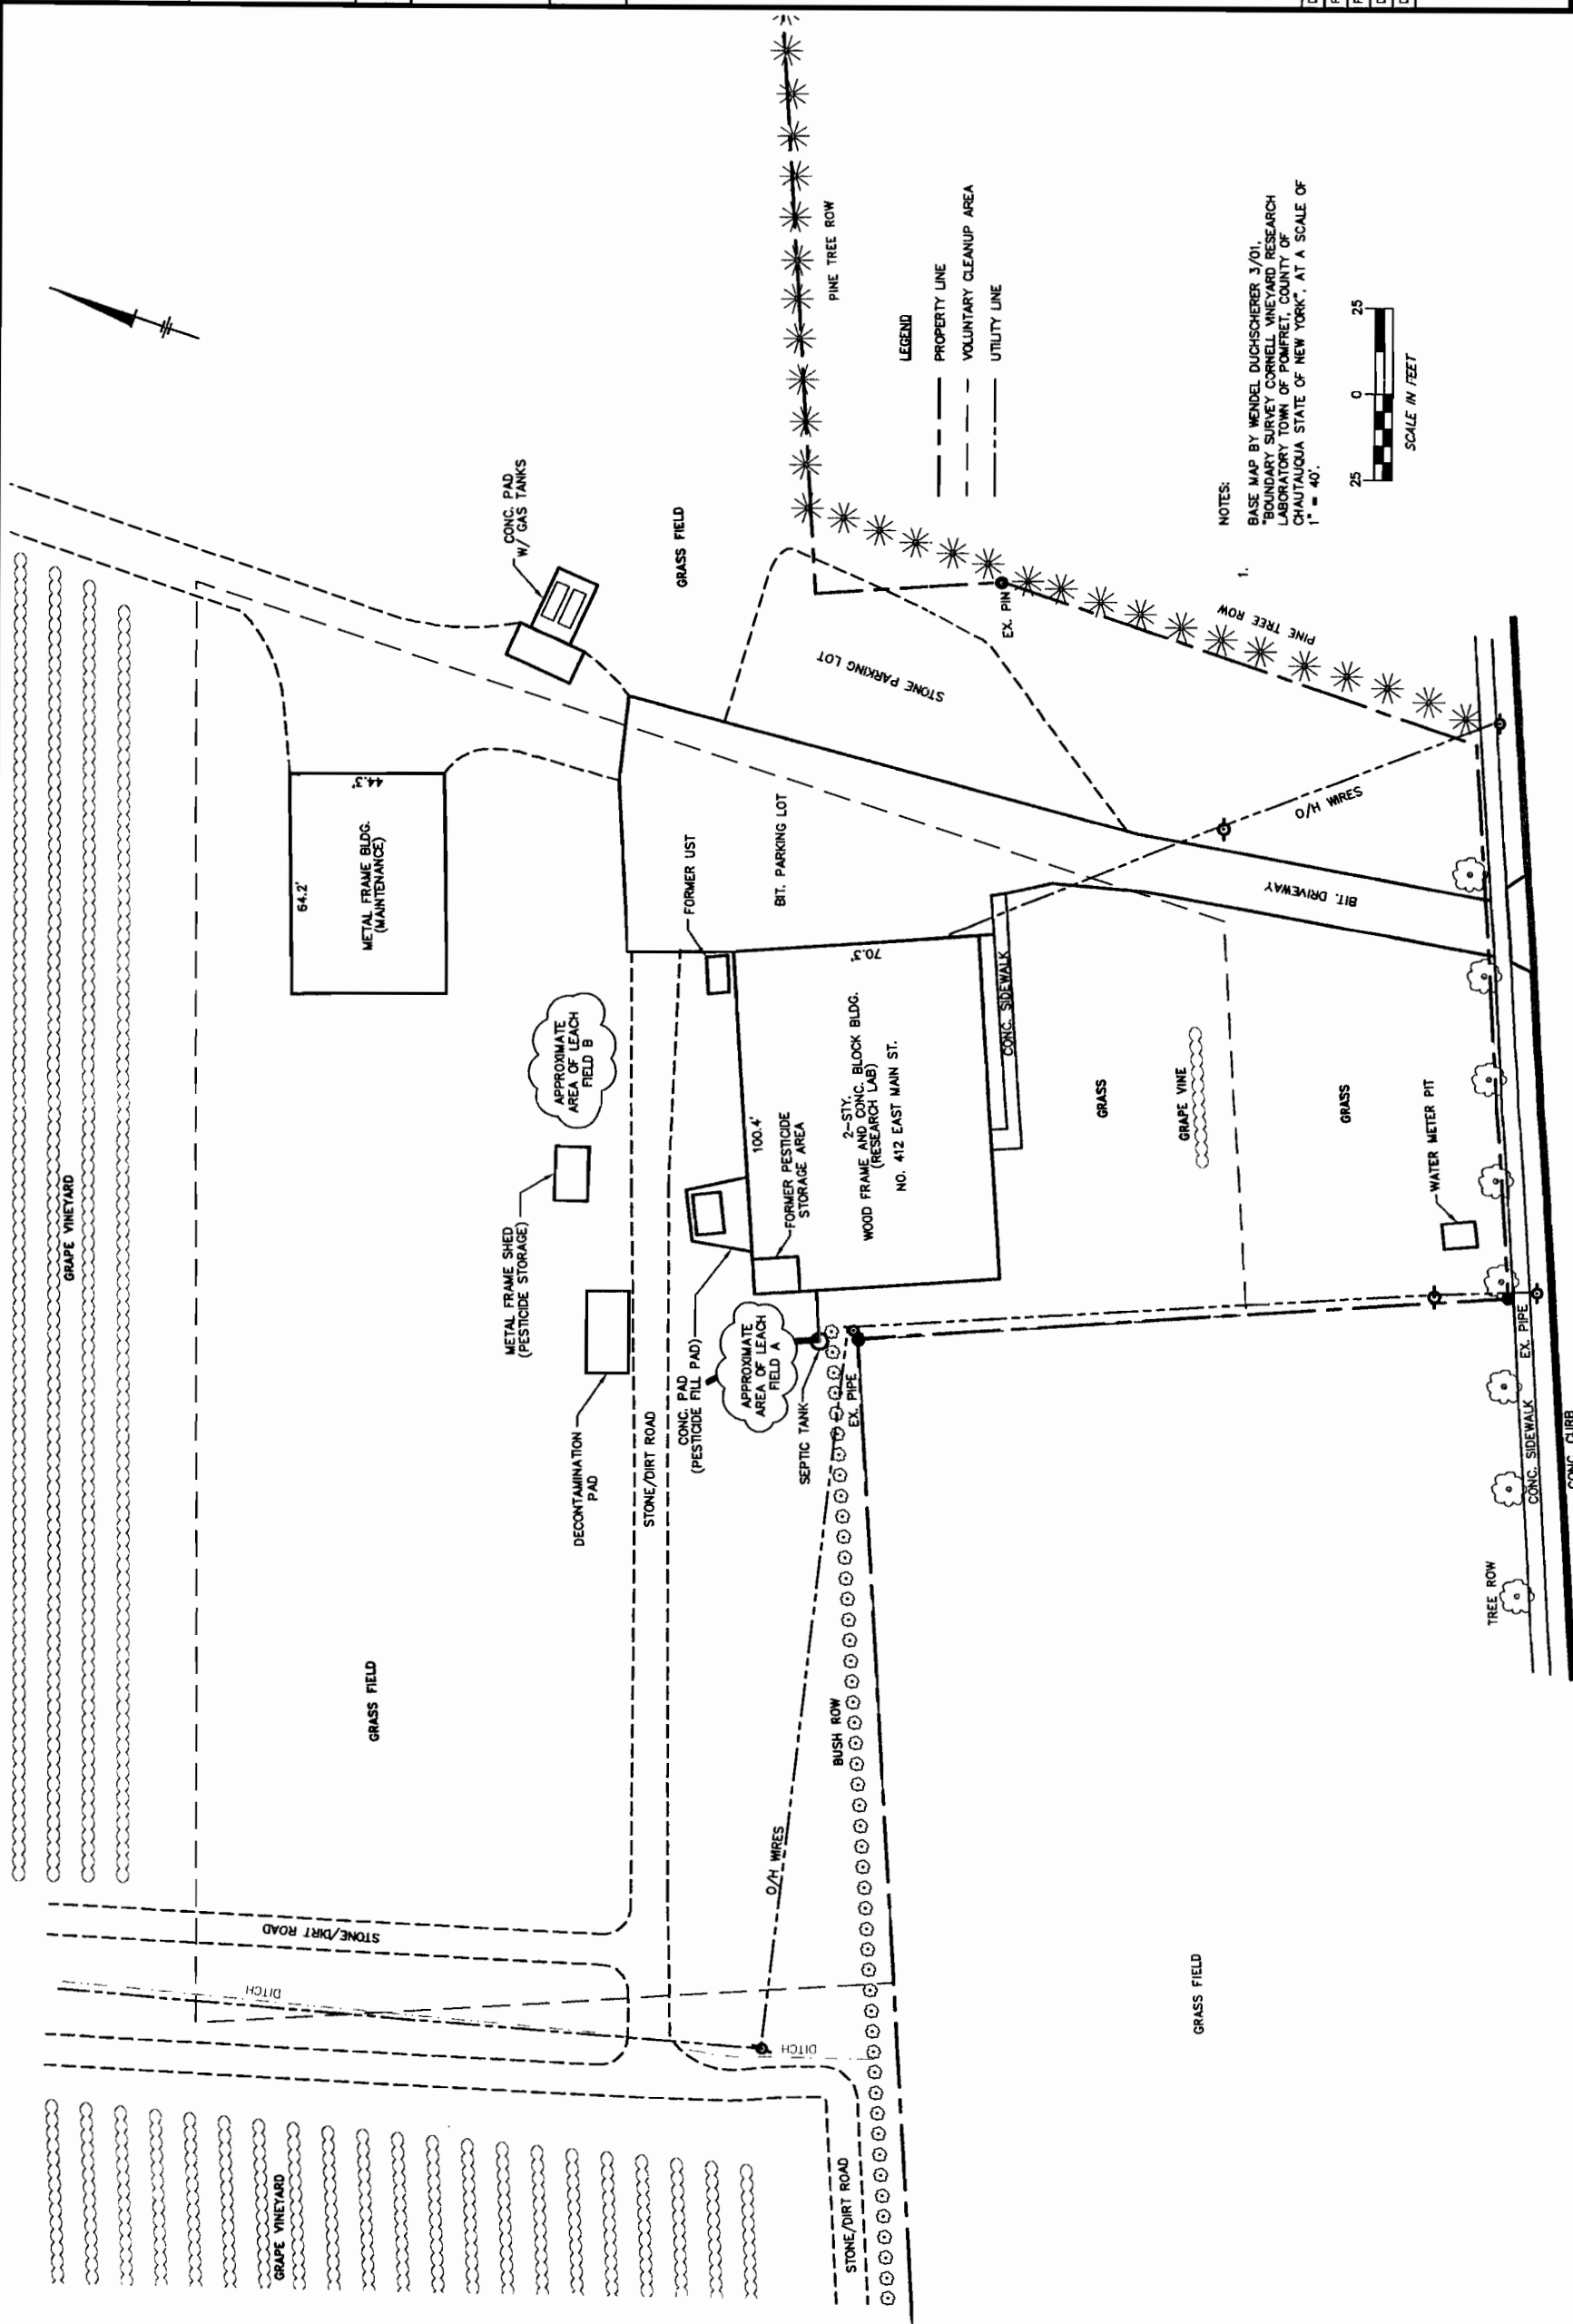 GRAPE VINEYARD
GRAPE VINEYARD
STONE/DIRT ROAD
DITCH
GRASS FIELD
64.2'
44.3'
METAL FRAME BLDG.
(MAINTENANCE)
CONC. PAD
W/ GAS TANKS
GRASS FIELD
METAL FRAME SHED
(PESTICIDE STORAGE)
APPROXIMATE
AREA OF LEACH
FIELD B
DECONTAMINATION
PAD
STONE/DIRT ROAD
CONC. PAD
(PESTICIDE FILL PAD)
FORMER UST
BIT. PARKING LOT
STONE PARKING LOT
PINE TREE ROW
APPROXIMATE
AREA OF LEACH
FIELD A
SEPTIC TANK
100.4'
70.3'
FORMER PESTICIDE
STORAGE AREA
2-STY.
WOOD FRAME AND CONC. BLOCK BLDG.
(RESEARCH LAB)
NO. 412 EAST MAIN ST.
CONC. SIDEWALK
O/H WIRES
DITCH
BUSH ROW
EX. PIPE
STONE/DIRT ROAD
EX. PIN
PINE TREE ROW
GRASS
GRAPE VINE
GRASS
GRASS FIELD
O/H WIRES
BIT. DRIVEWAY
WATER METER PIT
TREE ROW
CONC. SIDEWALK
EX. PIPE
CONC. CURB
LEGEND
PROPERTY LINE
VOLUNTARY CLEANUP AREA
UTILITY LINE
NOTES:
1. BASE MAP BY WENDEL DUCHSCHERER 3/01,
"BOUNDARY SURVEY CORNELL VINEYARD RESEARCH
LABORATORY TOWN OF POMFRET, COUNTY OF
CHAUTAUQUA STATE OF NEW YORK", AT A SCALE OF
1" = 40'.
25 0 25
SCALE IN FEET